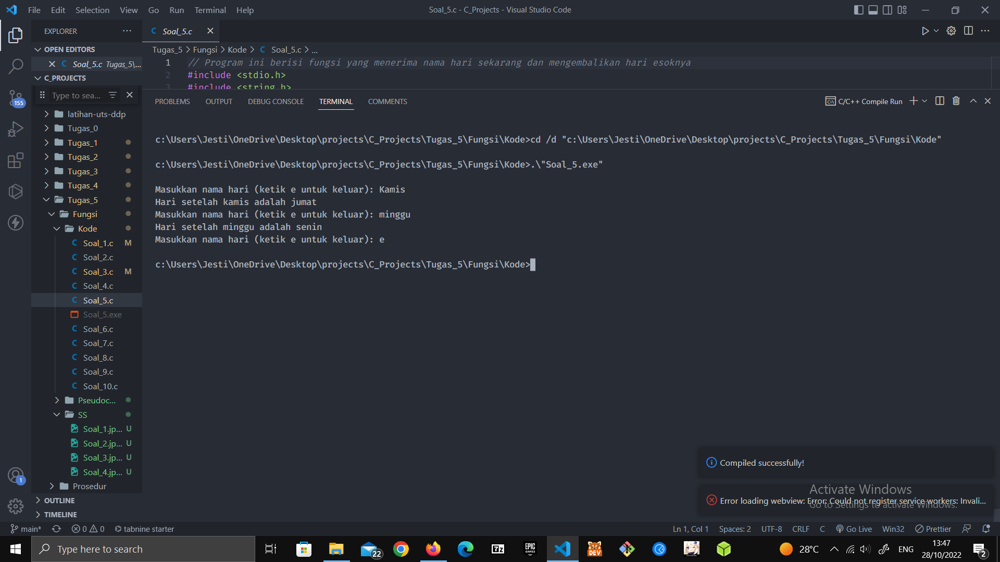 File Edit Selection View Go Run Terminal Help
Soal_5.c - C_Projects - Visual Studio Code
EXPLORER
OPEN EDITORS
Soal_5.c Tugas_5\...
C_PROJECTS
Type to sea...
latihan-uts-ddp
Tugas_0
Tugas_1
Tugas_2
Tugas_3
Tugas_4
Tugas_5
Fungsi
Kode
Soal_1.c M
Soal_2.c
Soal_3.c M
Soal_4.c
Soal_5.c
Soal_5.exe
Soal_6.c
Soal_7.c
Soal_8.c
Soal_9.c
Soal_10.c
Pseudoc...
SS
Soal_1.jp... U
Soal_2.jp... U
Soal_3.jp... U
Soal_4.jp... U
Prosedur
OUTLINE
TIMELINE
155
1
Soal_5.c
Tugas_5 > Fungsi > Kode > C Soal_5.c > ...
1 // Program ini berisi fungsi yang menerima nama hari sekarang dan mengembalikan hari esoknya
2 #include <stdio.h>
3 #include <string.h>
PROBLEMS OUTPUT DEBUG CONSOLE TERMINAL COMMENTS
C/C++ Compile Run
c:\Users\Jesti\OneDrive\Desktop\projects\C_Projects\Tugas_5\Fungsi\Kode>cd /d "c:\Users\Jesti\OneDrive\Desktop\projects\C_Projects\Tugas_5\Fungsi\Kode"
c:\Users\Jesti\OneDrive\Desktop\projects\C_Projects\Tugas_5\Fungsi\Kode>.\"Soal_5.exe"
Masukkan nama hari (ketik e untuk keluar): Kamis
Hari setelah kamis adalah jumat
Masukkan nama hari (ketik e untuk keluar): minggu
Hari setelah minggu adalah senin
Masukkan nama hari (ketik e untuk keluar): e
c:\Users\Jesti\OneDrive\Desktop\projects\C_Projects\Tugas_5\Fungsi\Kode>
Compiled successfully!
Activate Windows
Go to Settings to activate Windows.
Error loading webview: Error: Could not register service workers: Invali...
main* 0 0 tabnine starter
Ln 1, Col 1 Spaces: 2 UTF-8 CRLF C Go Live Win32 Prettier
Type here to search
22
7z
EPIC GAMES
DEV
28°C
ENG
13:47
28/10/2022
2